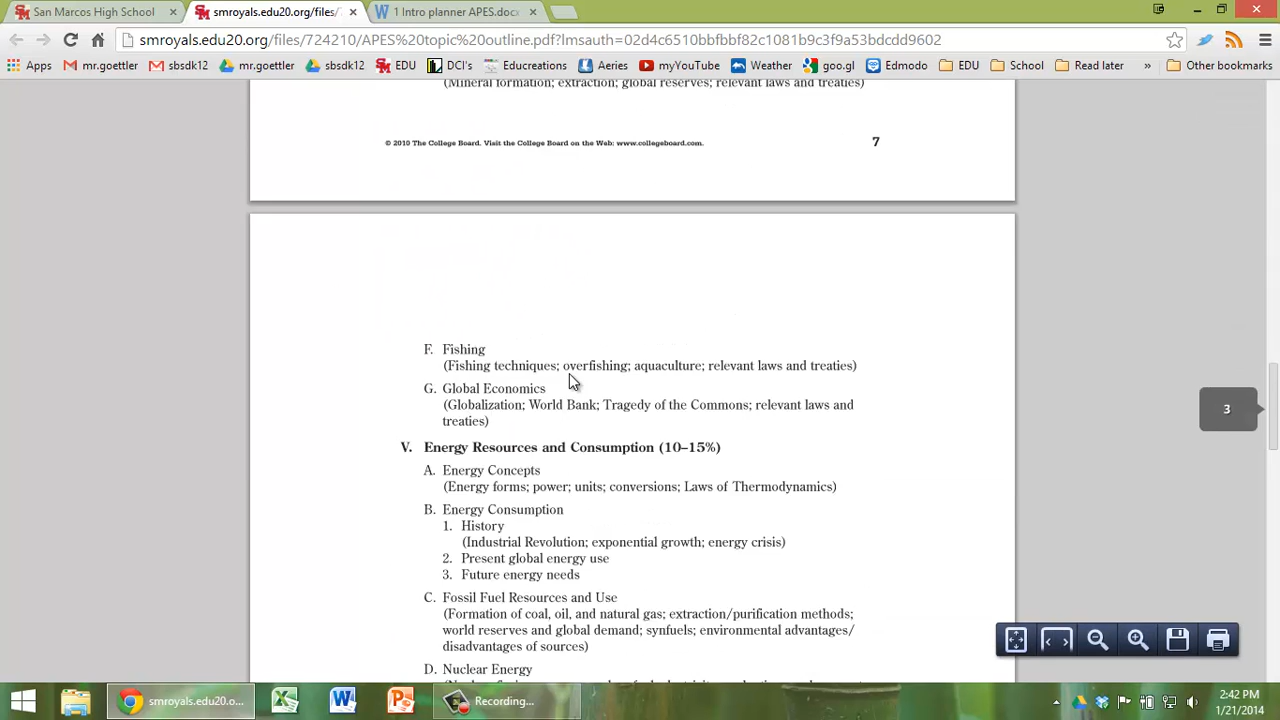 San Marcos High School
smroyals.edu20.org/files/7
1 Intro planner APES.docx
smroyals.edu20.org/files/724210/APES%20topic%20outline.pdf?lmsauth=02d4c6510bbfbbf82c1081b9c3f9a53bdcdd9602
Apps mr.goettler sbsdk12 mr.goettler sbsdk12 EDU DCI's Educreations Aeries myYouTube Weather goo.gl Edmodo EDU School Read later » Other bookmarks
(Mineral formation; extraction; global reserves; relevant laws and treaties)
© 2010 The College Board. Visit the College Board on the Web: www.collegeboard.com.
7
F. Fishing
(Fishing techniques; overfishing; aquaculture; relevant laws and treaties)
G. Global Economics
(Globalization; World Bank; Tragedy of the Commons; relevant laws and
treaties)
3
V. Energy Resources and Consumption (10–15%)
A. Energy Concepts
(Energy forms; power; units; conversions; Laws of Thermodynamics)
B. Energy Consumption
1. History
(Industrial Revolution; exponential growth; energy crisis)
2. Present global energy use
3. Future energy needs
C. Fossil Fuel Resources and Use
(Formation of coal, oil, and natural gas; extraction/purification methods;
world reserves and global demand; synfuels; environmental advantages/
disadvantages of sources)
D. Nuclear Energy
smroyals.edu20.o...
Recording...
2:42 PM
1/21/2014